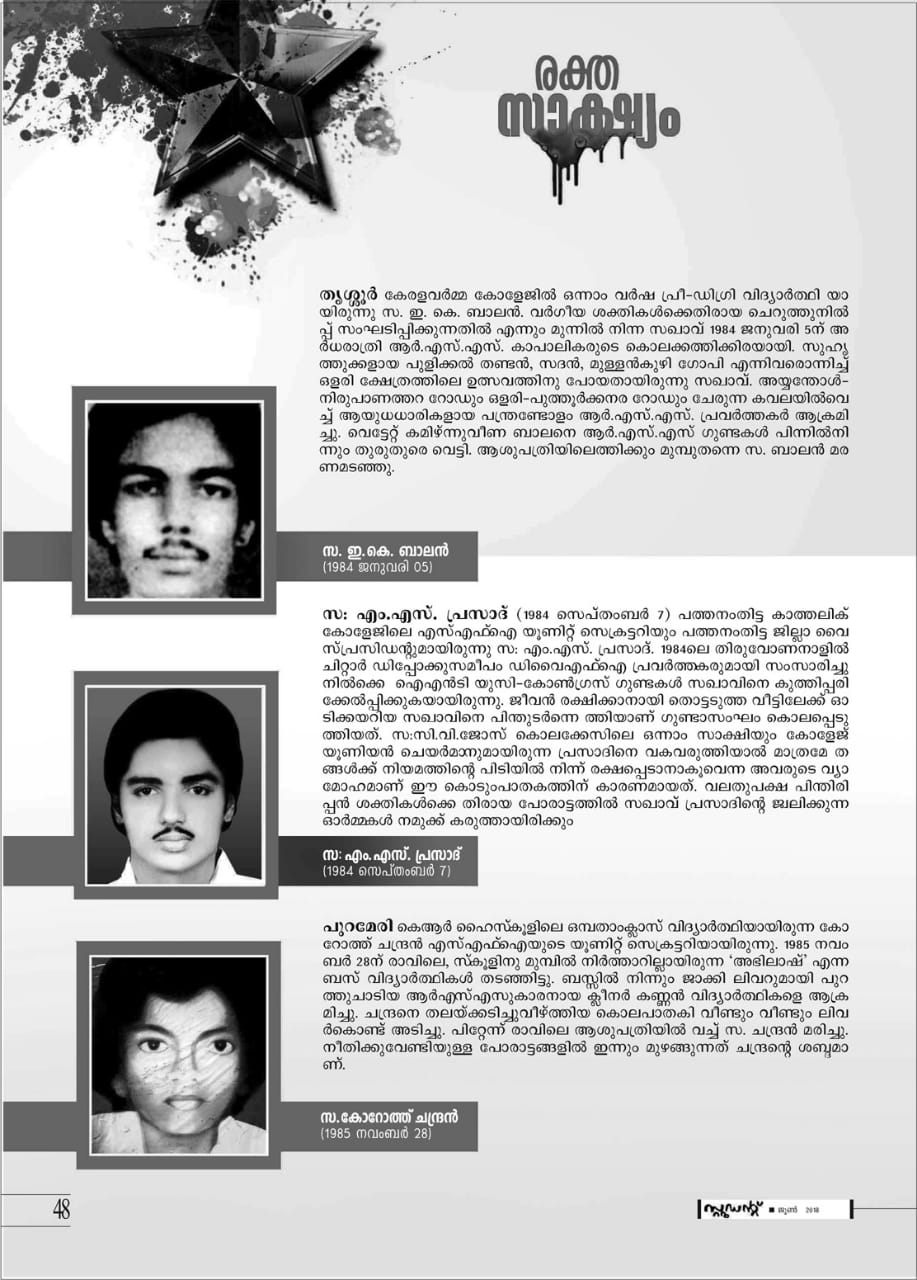 രക്ത
സാക്ഷ്യം
തൃശ്ശൂർ കേരളവർമ്മ കോളേജിൽ ഒന്നാം വർഷ പ്രീ-ഡിഗ്രി വിദ്യാർത്ഥി യാ
യിരുന്നു സ. ഇ. കെ. ബാലൻ. വർഗീയ ശക്തികൾക്കെതിരായ ചെറുത്തുനിൽ
പ്പ് സംഘടിപ്പിക്കുന്നതിൽ എന്നും മുന്നിൽ നിന്ന സഖാവ് 1984 ജനുവരി 5ന് അ
ർധരാത്രി ആർ.എസ്.എസ്. കാപാലികരുടെ കൊലക്കത്തിക്കിരയായി. സുഹൃ
ത്തുക്കളായ പുളിക്കൽ തണ്ടൻ, സദൻ, മുള്ളൻകുഴി ഗോപി എന്നിവരൊന്നിച്ച്
ഒളരി ക്ഷേത്രത്തിലെ ഉത്സവത്തിനു പോയതായിരുന്നു സഖാവ്. അയ്യന്തോൾ-
നിരുപാണത്തറ റോഡും ഒളരി-പുത്തൂർക്കനര റോഡും ചേരുന്ന കവലയിൽവെ
ച്ച് ആയുധധാരികളായ പന്ത്രണ്ടോളം ആർ.എസ്.എസ്. പ്രവർത്തകർ ആക്രമി
ച്ചു. വെട്ടേറ്റ് കമിഴ്ന്നുവീണ ബാലനെ ആർ.എസ്.എസ് ഗുണ്ടകൾ പിന്നിൽനി
ന്നും തുരുതുരെ വെട്ടി. ആശുപത്രിയിലെത്തിക്കും മുമ്പുതന്നെ സ. ബാലൻ മര
ണമടഞ്ഞു.
സ. ഇ.കെ. ബാലൻ
(1984 ജനുവരി 05)
സ: എം.എസ്. പ്രസാദ് (1984 സെപ്തംബർ 7) പത്തനംതിട്ട കാത്തലിക്
കോളേജിലെ എസ്എഫ്ഐ യൂണിറ്റ് സെക്രട്ടറിയും പത്തനംതിട്ട ജില്ലാ വൈ
സ്പ്രസിഡന്റുമായിരുന്നു സ: എം.എസ്. പ്രസാദ്. 1984ലെ തിരുവോണനാളിൽ
ചിറ്റാർ ഡിപ്പോക്കുസമീപം ഡിവൈഎഫ്ഐ പ്രവർത്തകരുമായി സംസാരിച്ചു
നിൽക്കെ ഐഎൻടി യുസി-കോൺഗ്രസ് ഗുണ്ടകൾ സഖാവിനെ കുത്തിപ്പരി
ക്കേൽപ്പിക്കുകയായിരുന്നു. ജീവൻ രക്ഷിക്കാനായി തൊട്ടടുത്ത വീട്ടിലേക്ക് ഓ
ടിക്കയറിയ സഖാവിനെ പിന്തുടർന്നെ ത്തിയാണ് ഗുണ്ടാസംഘം കൊലപ്പെടു
ത്തിയത്. സ:സി.വി.ജോസ് കൊലക്കേസിലെ ഒന്നാം സാക്ഷിയും കോളേജ്
യൂണിയൻ ചെയർമാനുമായിരുന്ന പ്രസാദിനെ വകവരുത്തിയാൽ മാത്രമേ ത
ങ്ങൾക്ക് നിയമത്തിന്റെ പിടിയിൽ നിന്ന് രക്ഷപ്പെടാനാകൂവെന്ന അവരുടെ വ്യാ
മോഹമാണ് ഈ കൊടുംപാതകത്തിന് കാരണമായത്. വലതുപക്ഷ പിന്തിരി
പ്പൻ ശക്തികൾക്കെ തിരായ പോരാട്ടത്തിൽ സഖാവ് പ്രസാദിന്റെ ജ്വലിക്കുന്ന
ഓർമ്മകൾ നമുക്ക് കരുത്തായിരിക്കും
സ:എം.എസ്. പ്രസാദ്
(1984 സെപ്തംബർ 7)
പുറമേരി കെആർ ഹൈസ്കൂളിലെ ഒമ്പതാംക്ലാസ് വിദ്യാർത്ഥിയായിരുന്ന കോ
റോത്ത് ചന്ദ്രൻ എസ്എഫ്ഐയുടെ യൂണിറ്റ് സെക്രട്ടറിയായിരുന്നു. 1985 നവം
ബർ 28ന് രാവിലെ, സ്കൂളിനു മുമ്പിൽ നിർത്താറില്ലായിരുന്ന 'അഭിലാഷ്' എന്ന
ബസ് വിദ്യാർത്ഥികൾ തടഞ്ഞിട്ടു. ബസ്സിൽ നിന്നും ജാക്കി ലിവറുമായി പുറ
ത്തുചാടിയ ആർഎസ്എസുകാരനായ ക്ലീനർ കണ്ണൻ വിദ്യാർത്ഥികളെ ആക്ര
മിച്ചു. ചന്ദ്രനെ തലയ്ക്കടിച്ചുവീഴ്ത്തിയ കൊലപാതകി വീണ്ടും വീണ്ടും ലിവ
ർകൊണ്ട് അടിച്ചു. പിറ്റേന്ന് രാവിലെ ആശുപത്രിയിൽ വച്ച് സ. ചന്ദ്രൻ മരിച്ചു.
നീതിക്കുവേണ്ടിയുള്ള പോരാട്ടങ്ങളിൽ ഇന്നും മുഴങ്ങുന്നത് ചന്ദ്രന്റെ ശബ്ദമാ
ണ്.
സ.കോറോത്ത് ചന്ദ്രൻ
(1985 നവംബർ 28)
48
സ്റ്റുഡന്റ് ■ ജൂൺ 2018